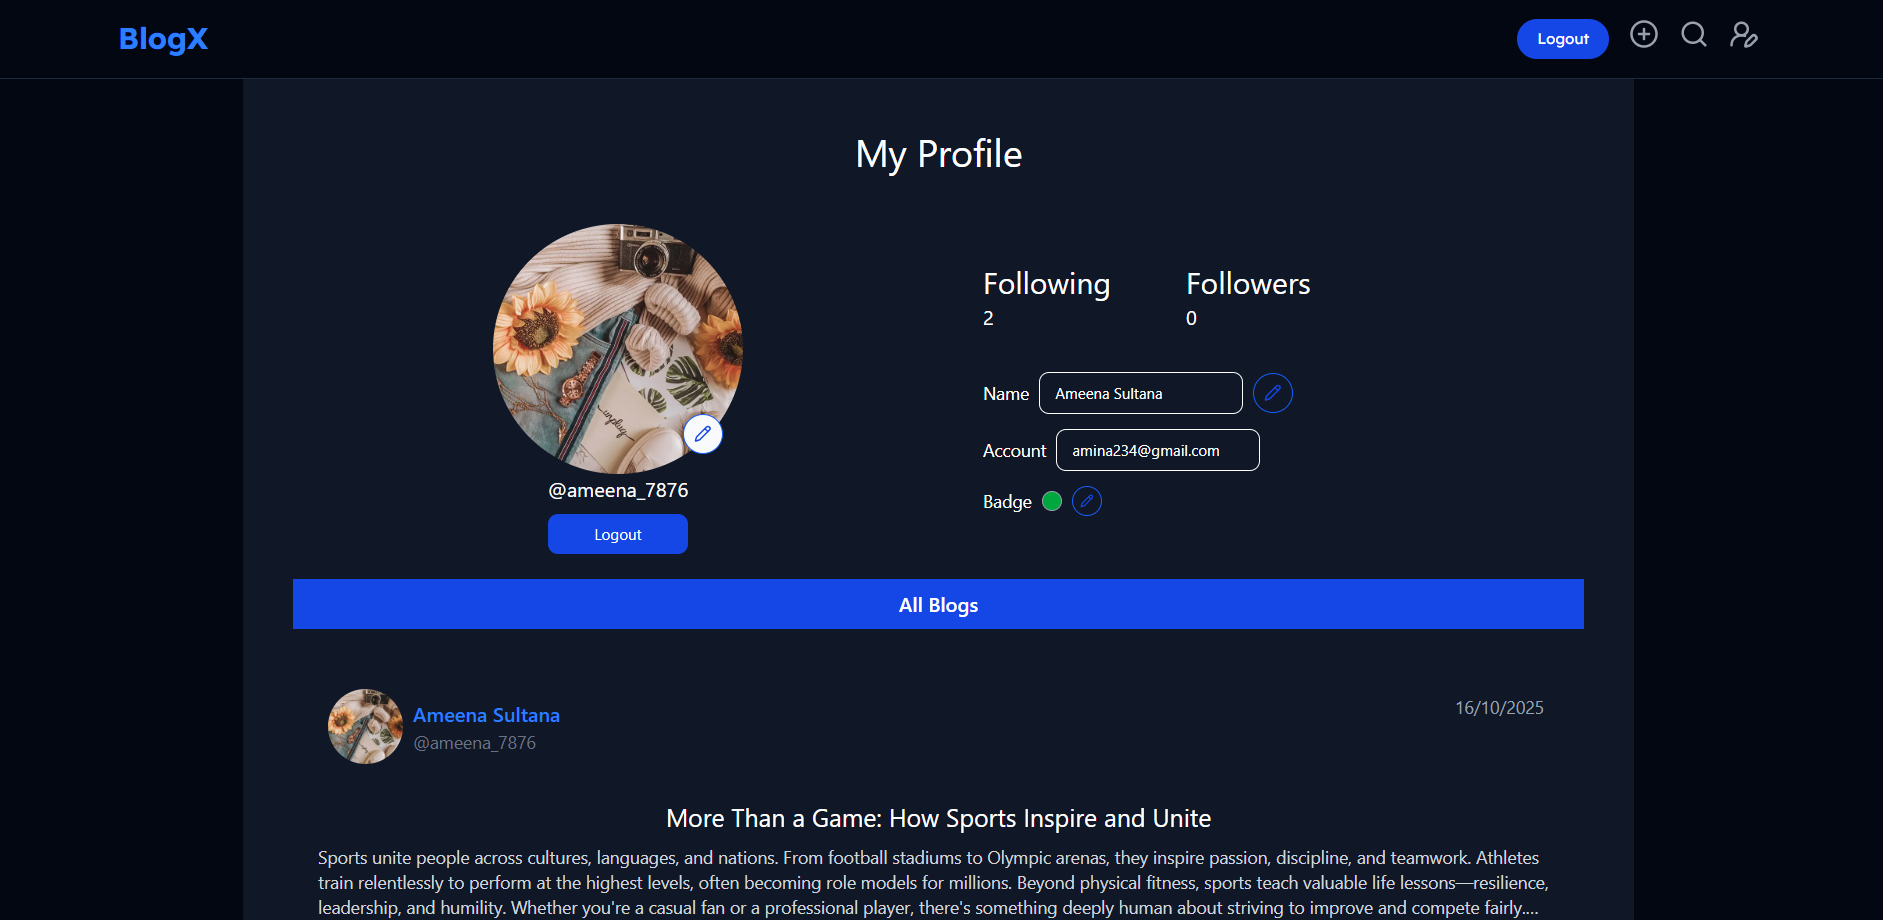 BlogX
Logout
My Profile
Following
Followers
2
0
Name
Ameena Sultana
Account
amina234@gmail.com
Badge
unplug
@ameena_7876
Logout
All Blogs
Ameena Sultana
@ameena_7876
16/10/2025
More Than a Game: How Sports Inspire and Unite
Sports unite people across cultures, languages, and nations. From football stadiums to Olympic arenas, they inspire passion, discipline, and teamwork. Athletes
train relentlessly to perform at the highest levels, often becoming role models for millions. Beyond physical fitness, sports teach valuable life lessons—resilience,
leadership, and humility. Whether you're a casual fan or a professional player, there's something deeply human about striving to improve and compete fairly....